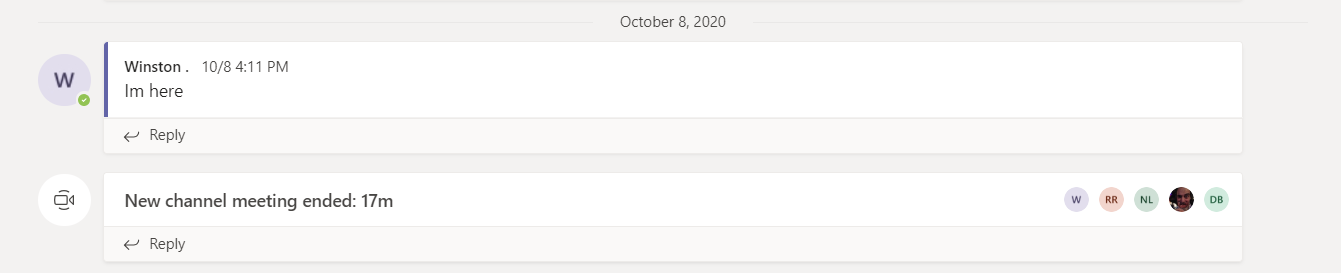 October 8, 2020
W
Winston . 10/8 4:11 PM
Im here
Reply
New channel meeting ended: 17m
W RR NL DB
Reply